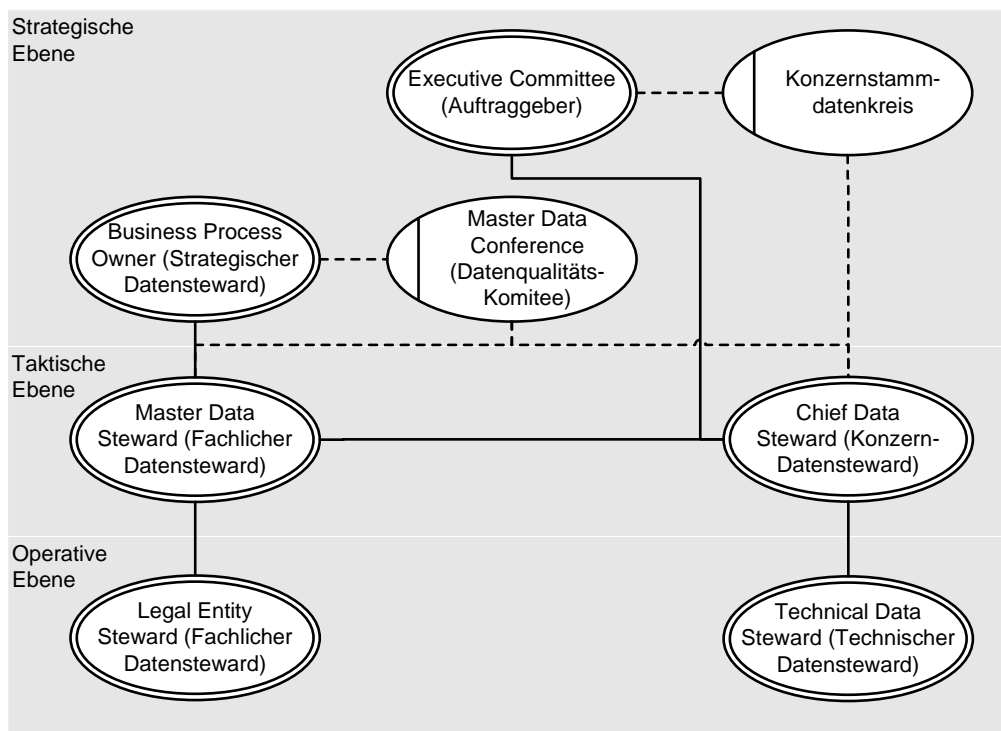 Strategische
Ebene
Executive Committee
(Auftraggeber)
Konzernstamm-
datenkreis
Business Process
Owner (Strategischer
Datensteward)
Master Data
Conference
(Datenqualitäts-
Komitee)
Taktische
Ebene
Master Data
Steward (Fachlicher
Datensteward)
Chief Data
Steward (Konzern-
Datensteward)
Operative
Ebene
Legal Entity
Steward (Fachlicher
Datensteward)
Technical Data
Steward (Technischer
Datensteward)